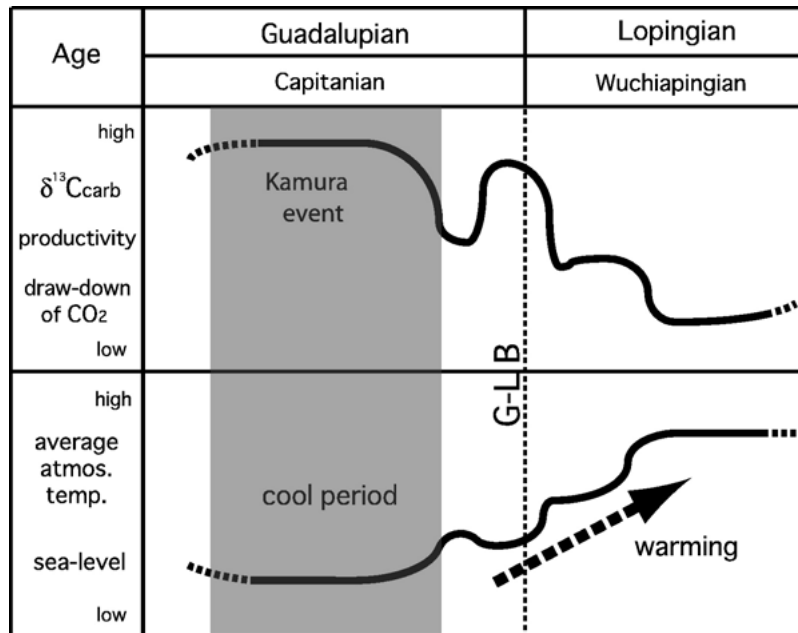 Age
Guadalupian
Lopingian
Capitanian
Wuchiapingian
high
δ¹³Ccarb
productivity
draw-down
of CO₂
low
Kamura
event
G-L B
high
average
atmos.
temp.
sea-level
low
cool period
warming